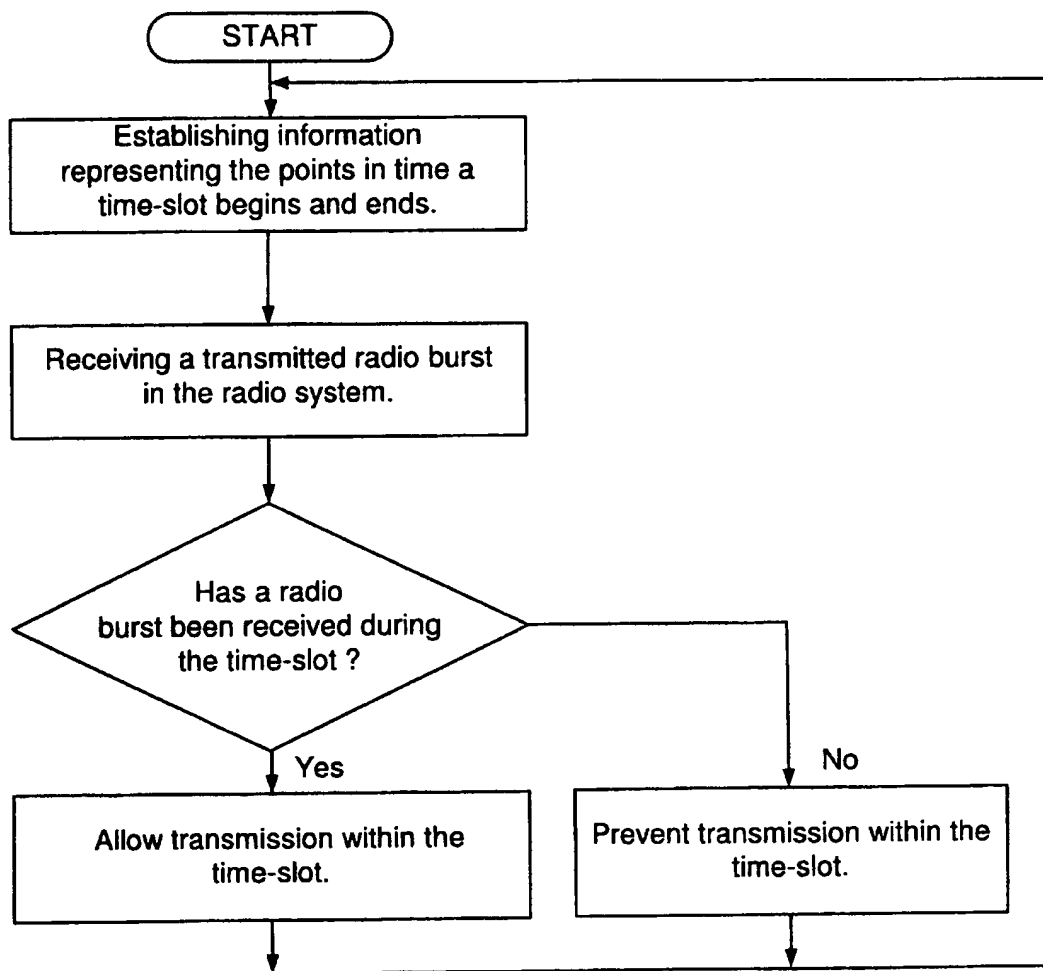 START
Establishing information
representing the points in time a
time-slot begins and ends.
Receiving a transmitted radio burst
in the radio system.
Has a radio
burst been received during
the time-slot ?
Yes
No
Allow transmission within the
time-slot.
Prevent transmission within the
time-slot.